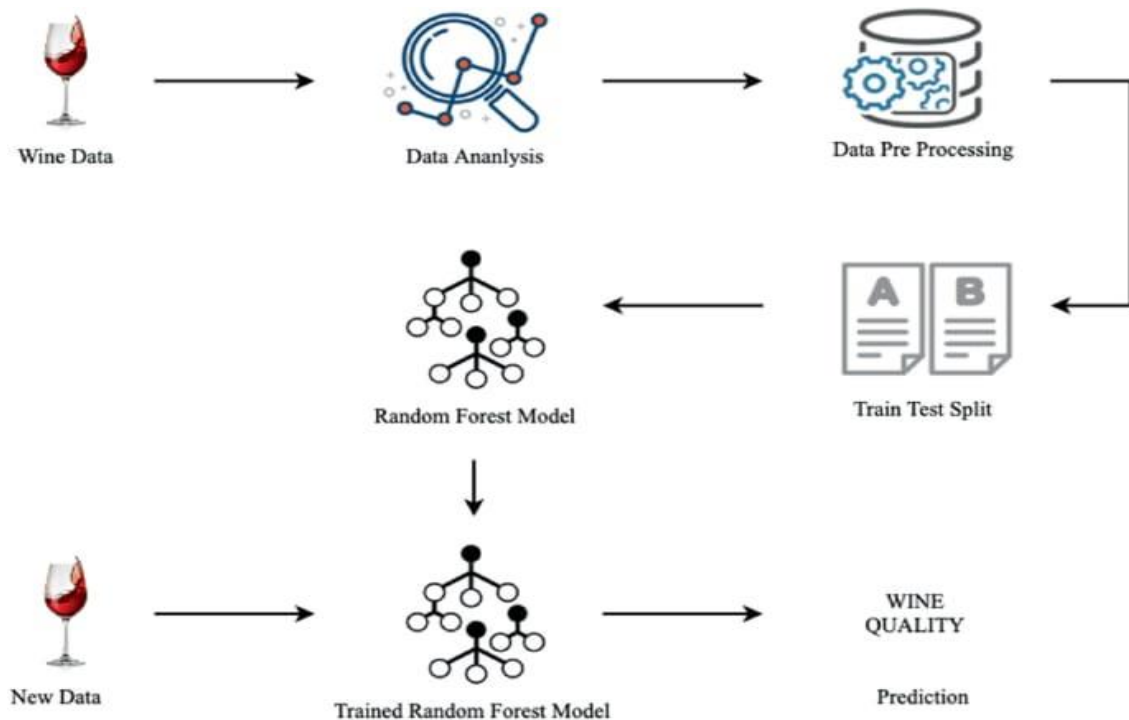 Wine Data
Data Ananlysis
Data Pre Processing
A
B
Random Forest Model
Train Test Split
WINE
QUALITY
New Data
Trained Random Forest Model
Prediction